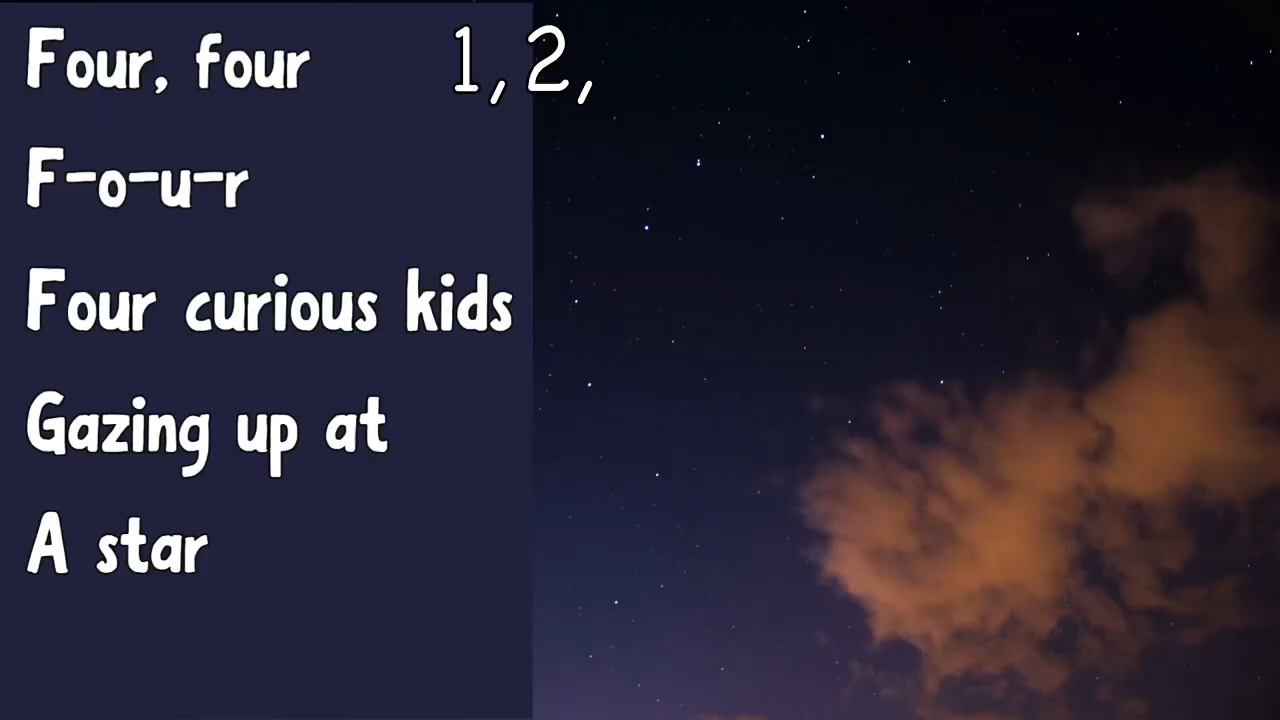 Four, four 1, 2,
F-o-u-r
Four curious kids
Gazing up at
A star